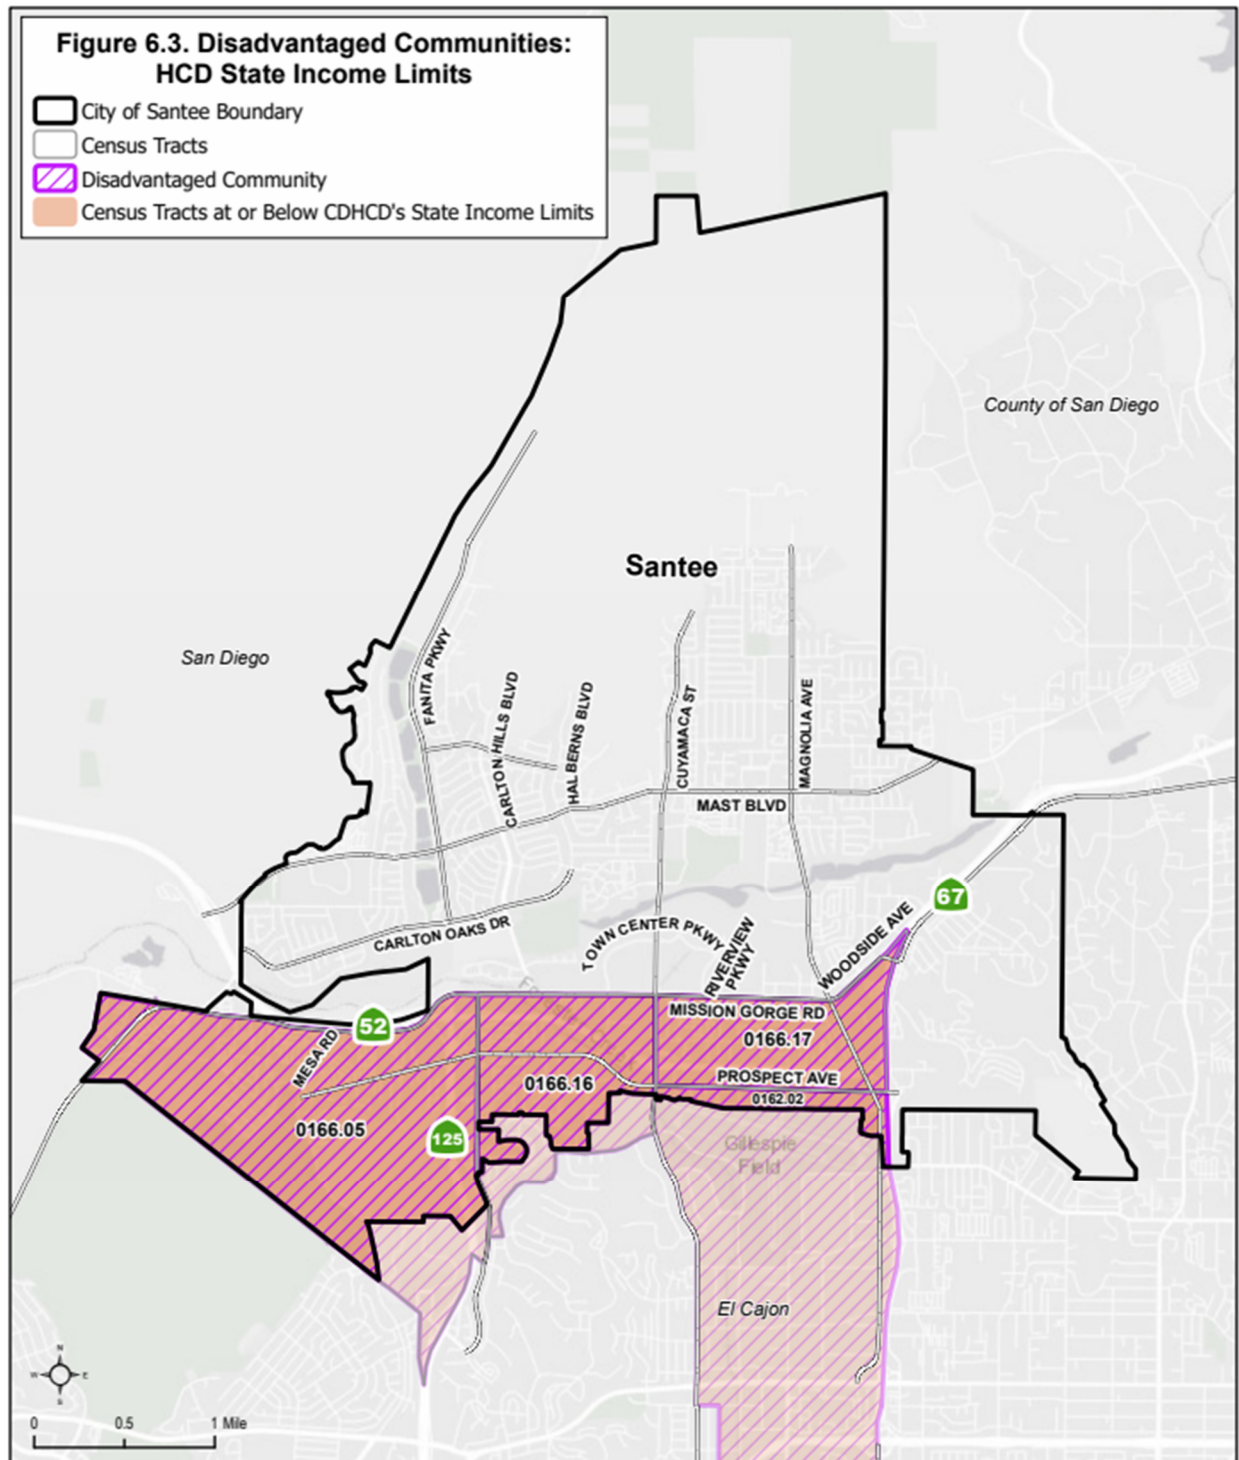 Figure 6.3. Disadvantaged Communities:
HCD State Income Limits
City of Santee Boundary
Census Tracts
Disadvantaged Community
Census Tracts at or Below CDHCD's State Income Limits
County of San Diego
Santee
San Diego
FANITA PKWY
CARLTON HILLS BLVD
HALBERNS BLVD
CUYAMACA ST
MAGNOLIA AVE
MAST BLVD
67
WOODSIDE AVE
CARLTON OAKS DR
TOWN CENTER PKWY
RIVERVIEW
PKWY
52
MISSION GORGE RD
0166.17
MESA RD
PROSPECT AVE
0166.16
0162.02
0166.05
125
Gillespie
Field
El Cajon
N
W
E
S
0
0.5
1 Mile